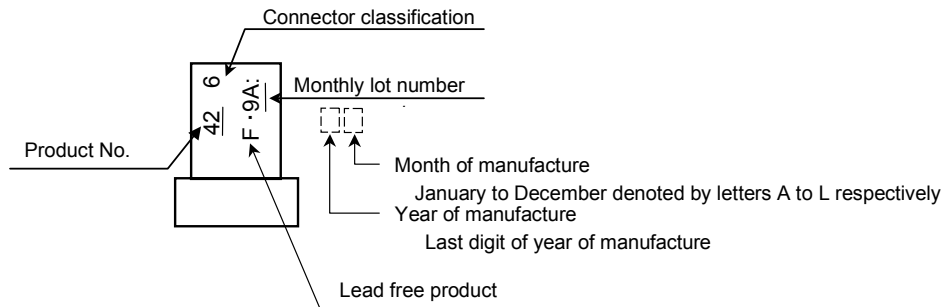 Connector classification
42 6
F ·9A:
Monthly lot number
Product No.
Month of manufacture
January to December denoted by letters A to L respectively
Year of manufacture
Last digit of year of manufacture
Lead free product